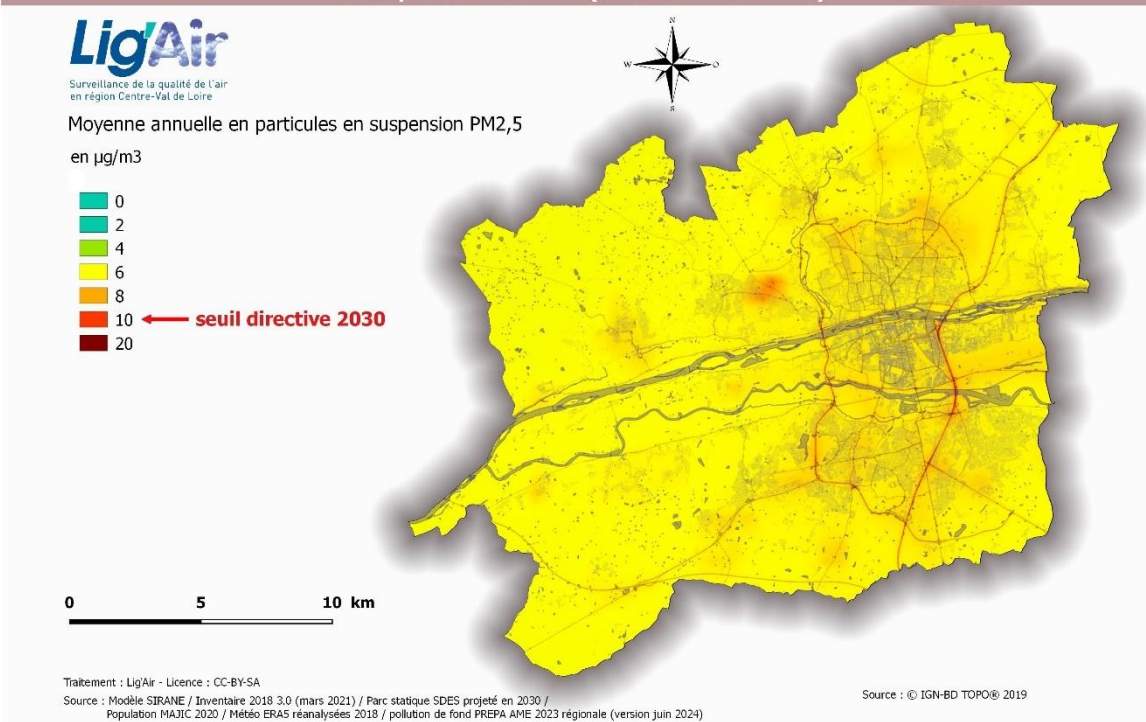 Lig'Air
Surveillance de la qualité de l'air
en région Centre-Val de Loire
Moyenne annuelle en particules en suspension PM2,5
en µg/m3
0
2
4
6
8
10
seuil directive 2030
20
N
W
O
S
0 5 10 km
Traitement : Lig'Air - Licence : CC-BY-SA
Source : Modèle SIRANE / Inventaire 2018 3.0 (mars 2021) / Parc statique SDES projeté en 2030 /
Population MAJIC 2020 / Météo ERA5 réanalysées 2018 / pollution de fond PREPA AME 2023 régionale (version juin 2024)
Source : © IGN-BD TOPO® 2019